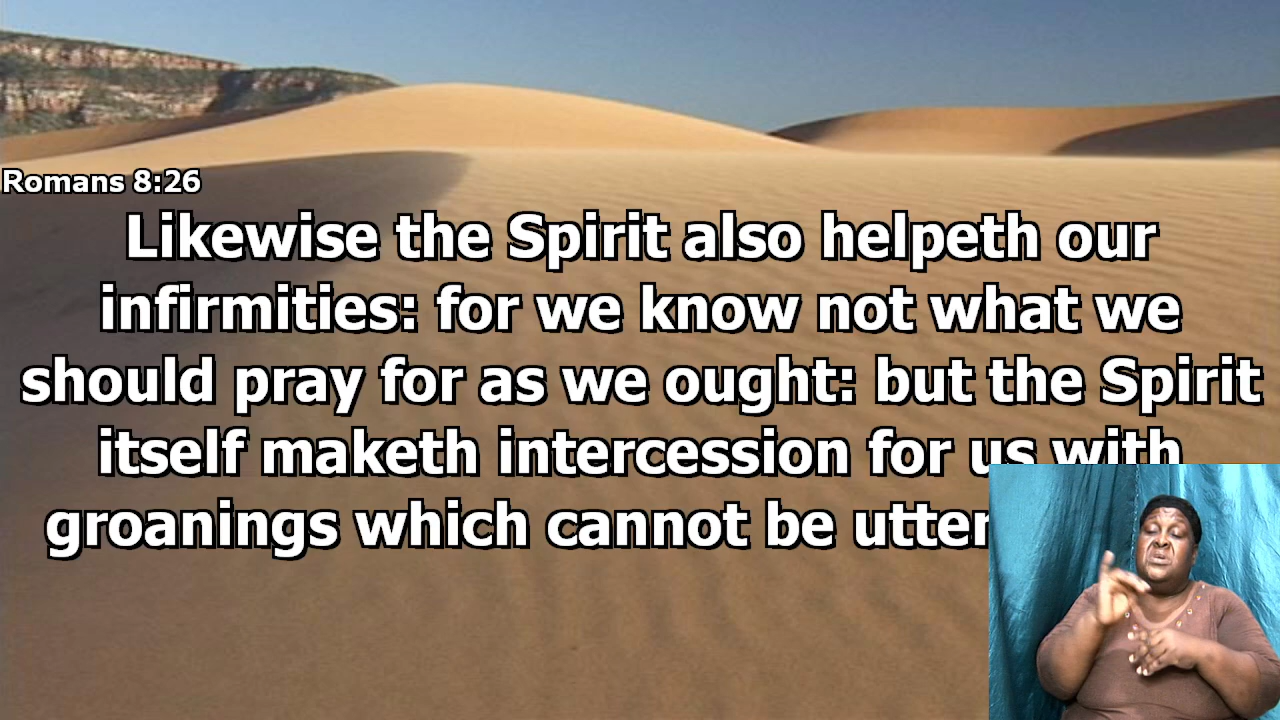 Romans 8:26
Likewise the Spirit also helpeth our
infirmities: for we know not what we
should pray for as we ought: but the Spirit
itself maketh intercession for us with
groanings which cannot be